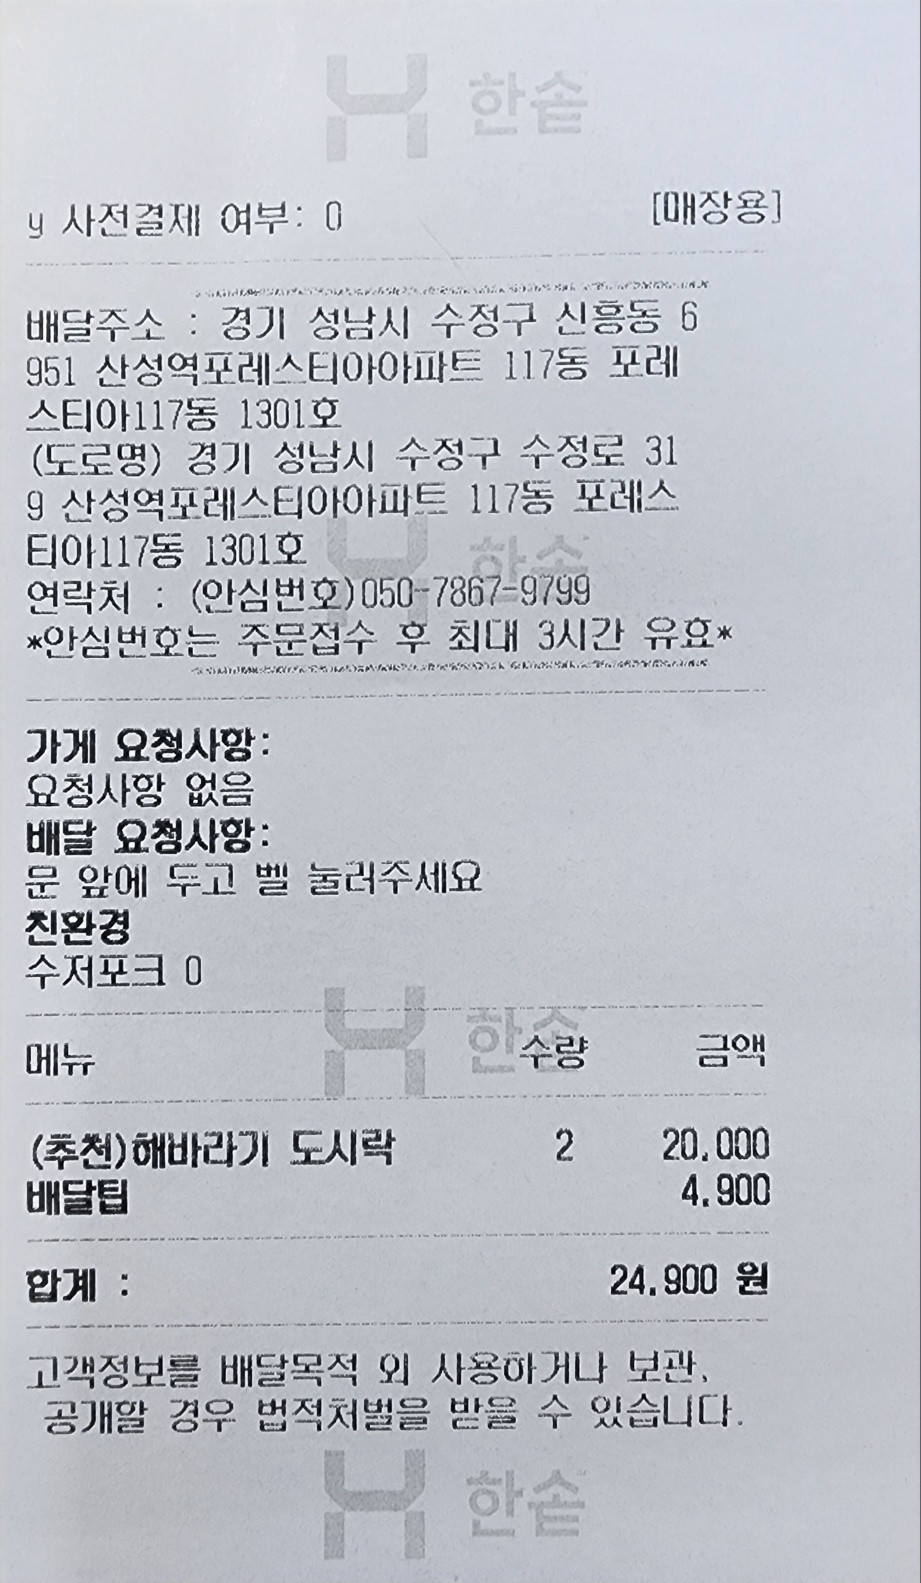 한솥
y 사전결제 여부: O [매장용]
배달주소 : 경기 성남시 수정구 신흥동 6
951 산성역포레스티아아파트 117동 포레
스티아117동 1301호
(도로명) 경기 성남시 수정구 수정로 31
9 산성역포레스티아아파트 117동 포레스
티아117동 1301호
한솥
연락처 : (안심번호)050-7867-9799
*안심번호는 주문접수 후 최대 3시간 유효*
가게 요청사항:
요청사항 없음
배달 요청사항:
문 앞에 두고 벨 눌러주세요
친환경
수저포크 O
한솥
메뉴 수량 금액
(추천)해바라기 도시락 2 20,000
배달팁 4,900
합계 : 24,900 원
고객정보를 배달목적 외 사용하거나 보관,
공개할 경우 법적처벌을 받을 수 있습니다.
한솥